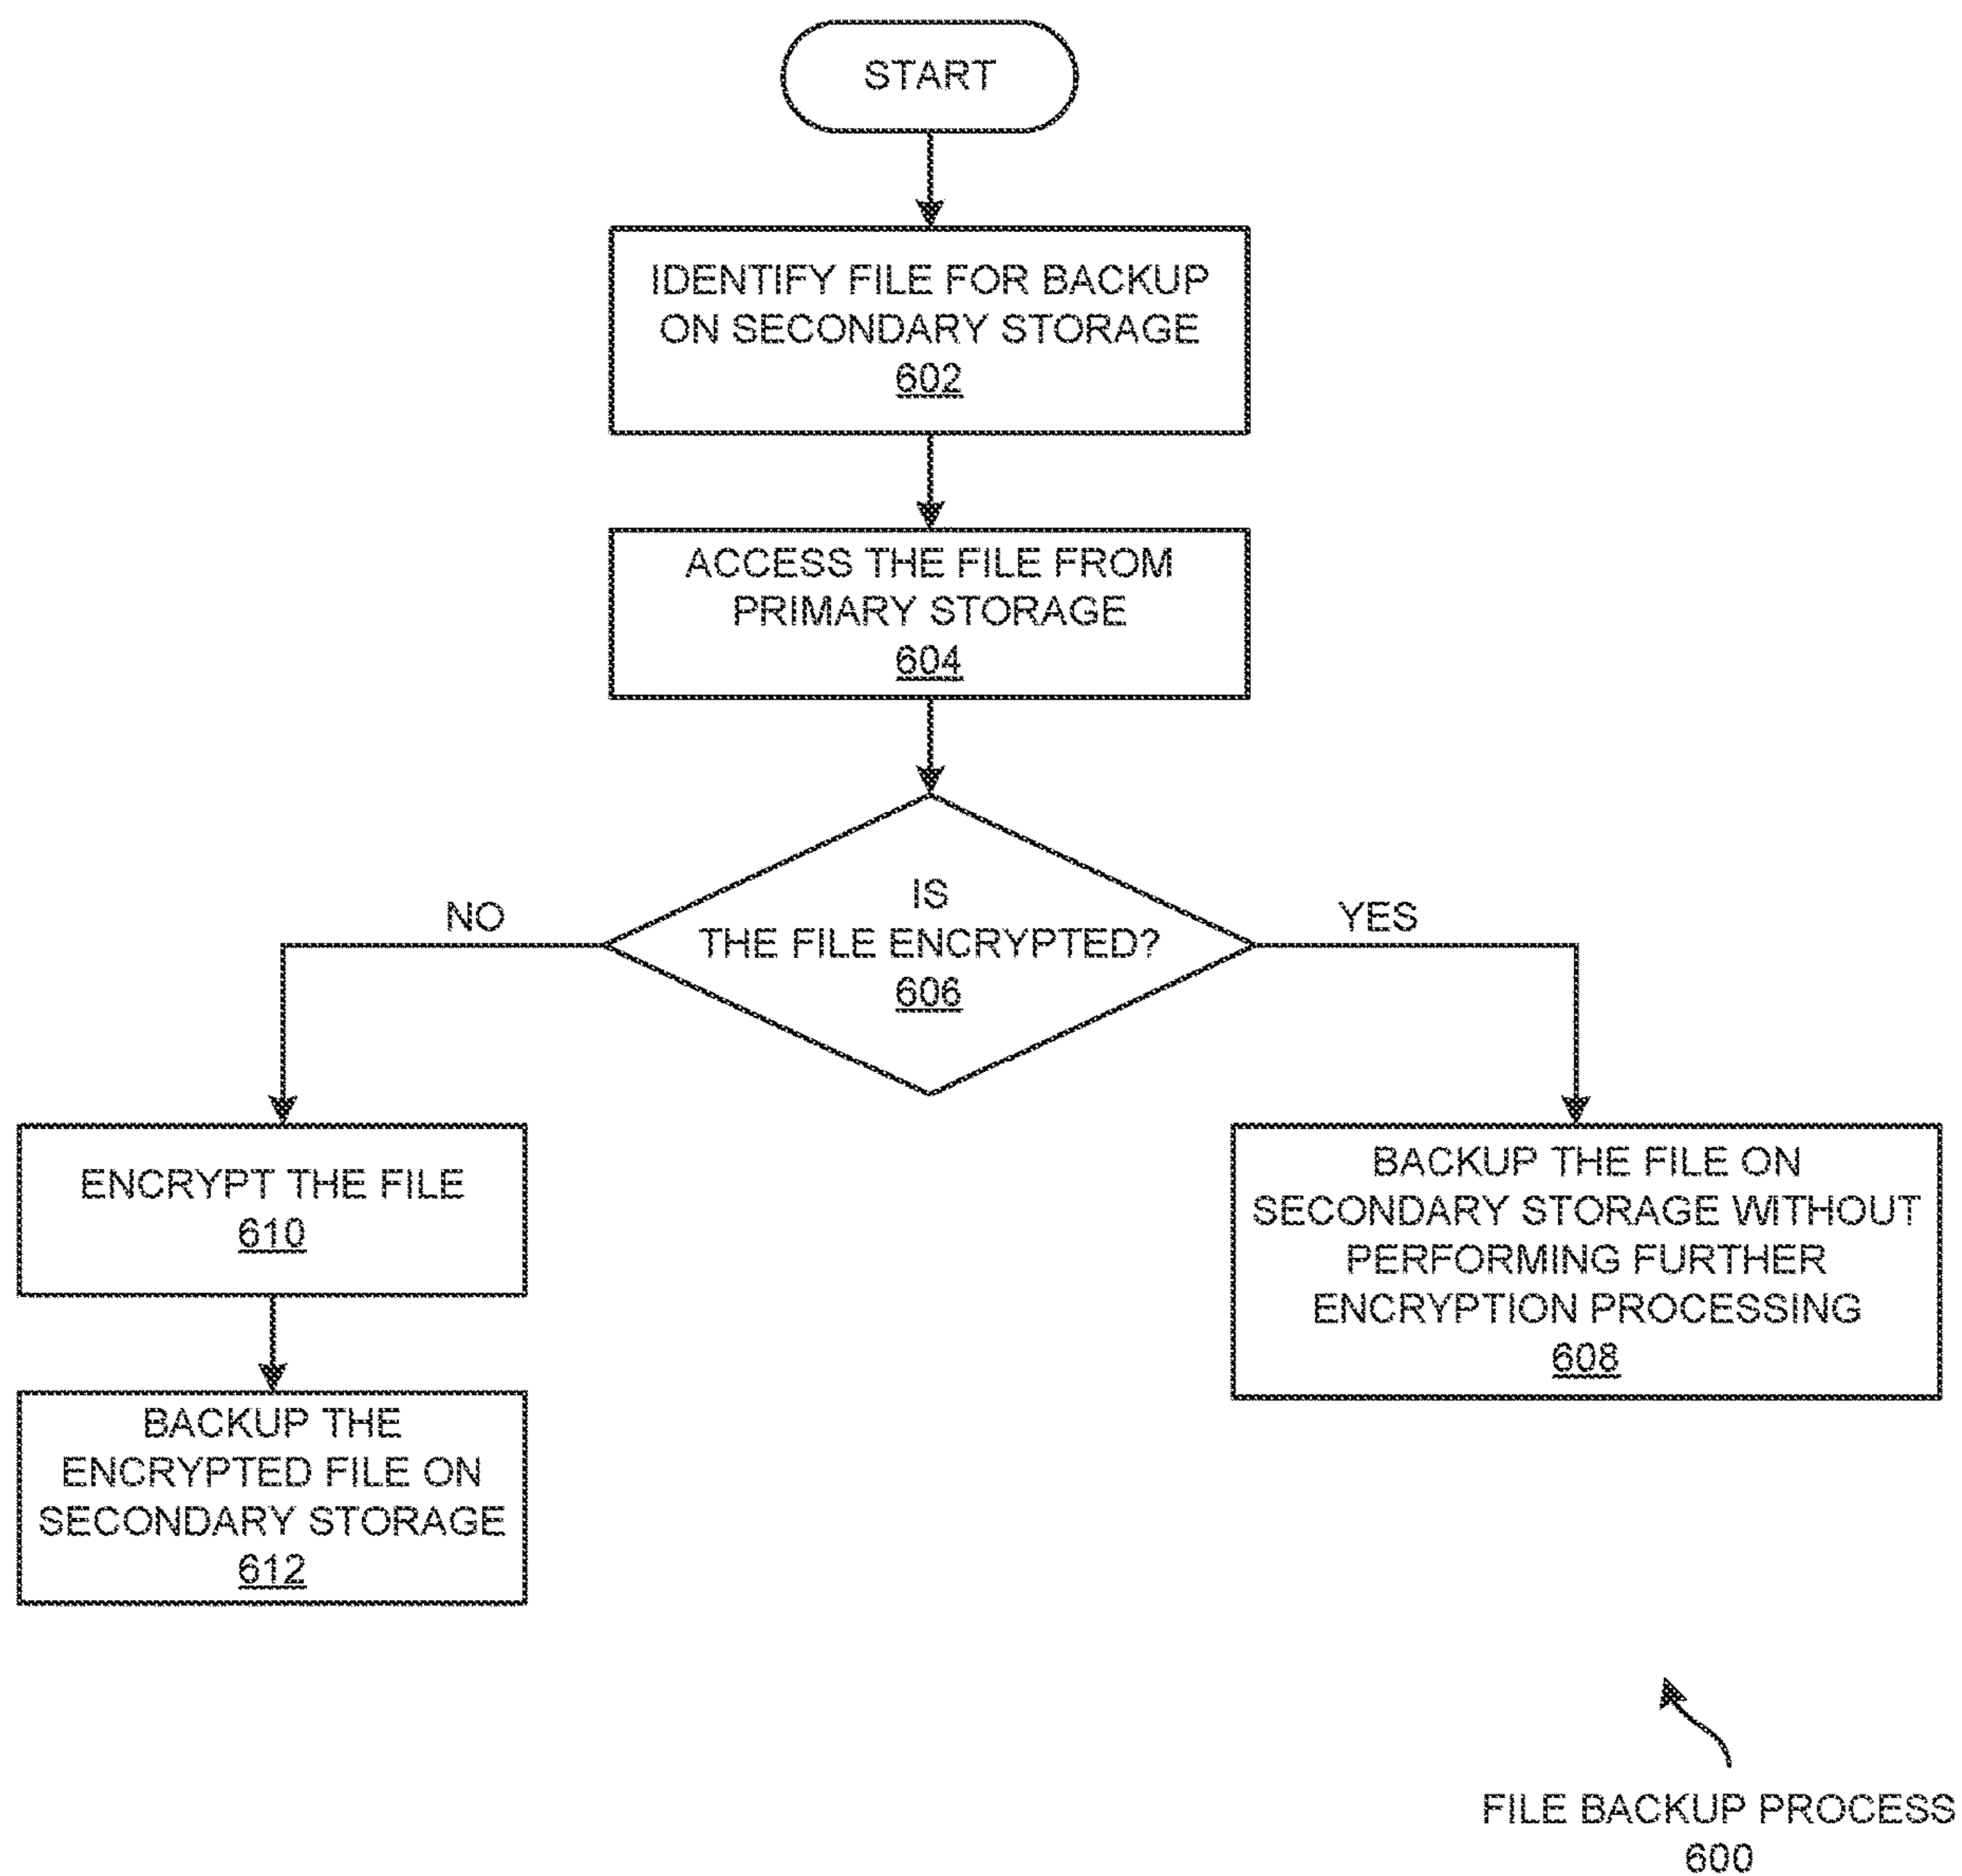 START
IDENTIFY FILE FOR BACKUP
ON SECONDARY STORAGE
602
ACCESS THE FILE FROM
PRIMARY STORAGE
604
IS
THE FILE ENCRYPTED?
606
NO
YES
ENCRYPT THE FILE
610
BACKUP THE
ENCRYPTED FILE ON
SECONDARY STORAGE
612
BACKUP THE FILE ON
SECONDARY STORAGE WITHOUT
PERFORMING FURTHER
ENCRYPTION PROCESSING
608
FILE BACKUP PROCESS
600